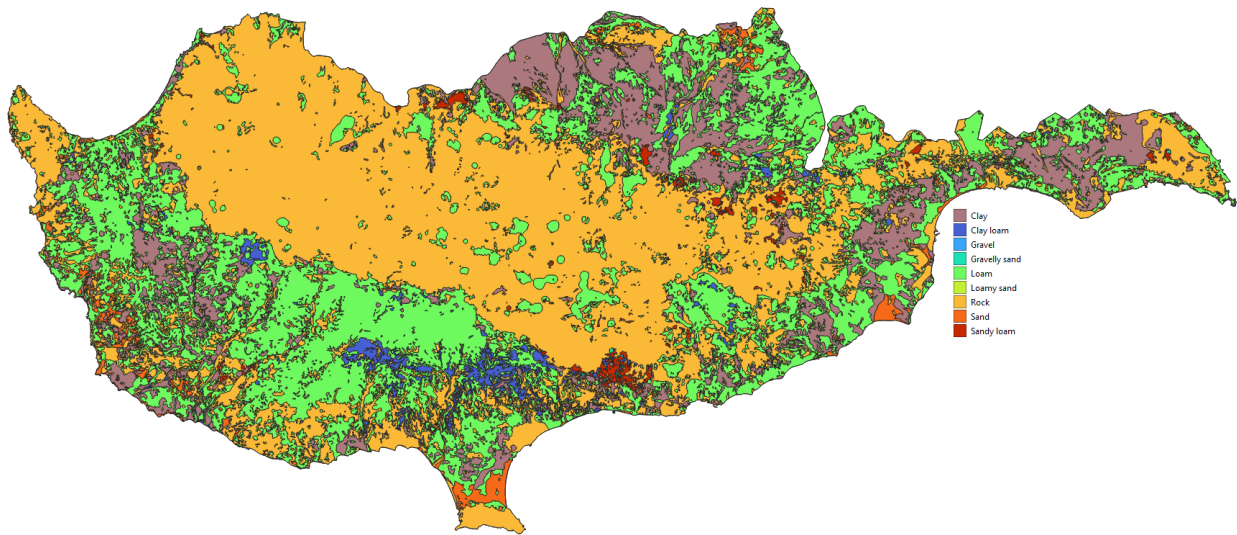 Clay
Clay loam
Gravel
Gravelly sand
Loam
Loamy sand
Rock
Sand
Sandy loam